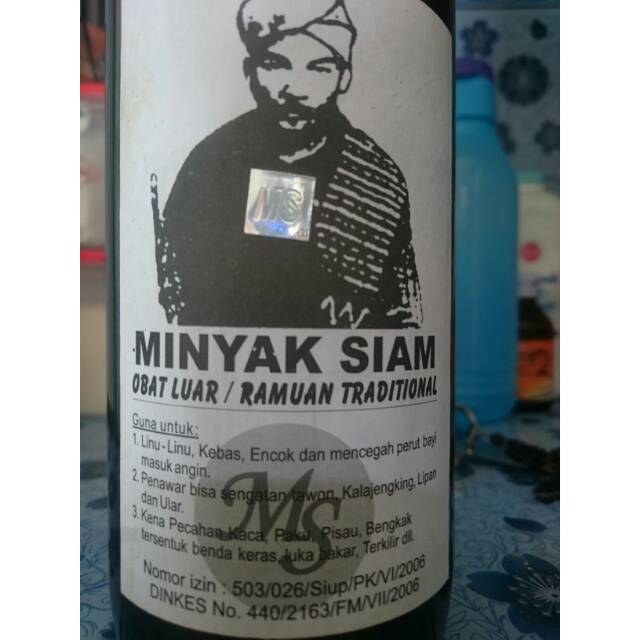 MS
MINYAK SIAM
OBAT LUAR / RAMUAN TRADITIONAL
Guna untuk:
1. Linu-Linu, Kebas, Encok dan mencegah perut bayi
masuk angin.
2. Penawar bisa sengatan tawon, Kalajengking, Lipan
dan Ular.
3. Kena Pecahan Kaca, Paku, Pisau, Bengkak
tersentuk benda keras, luka bakar, Terkilir dll.
MS
Nomor izin : 503/026/Siup/PK/VI/2006
DINKES No. 440/2163/FM/VII/2006